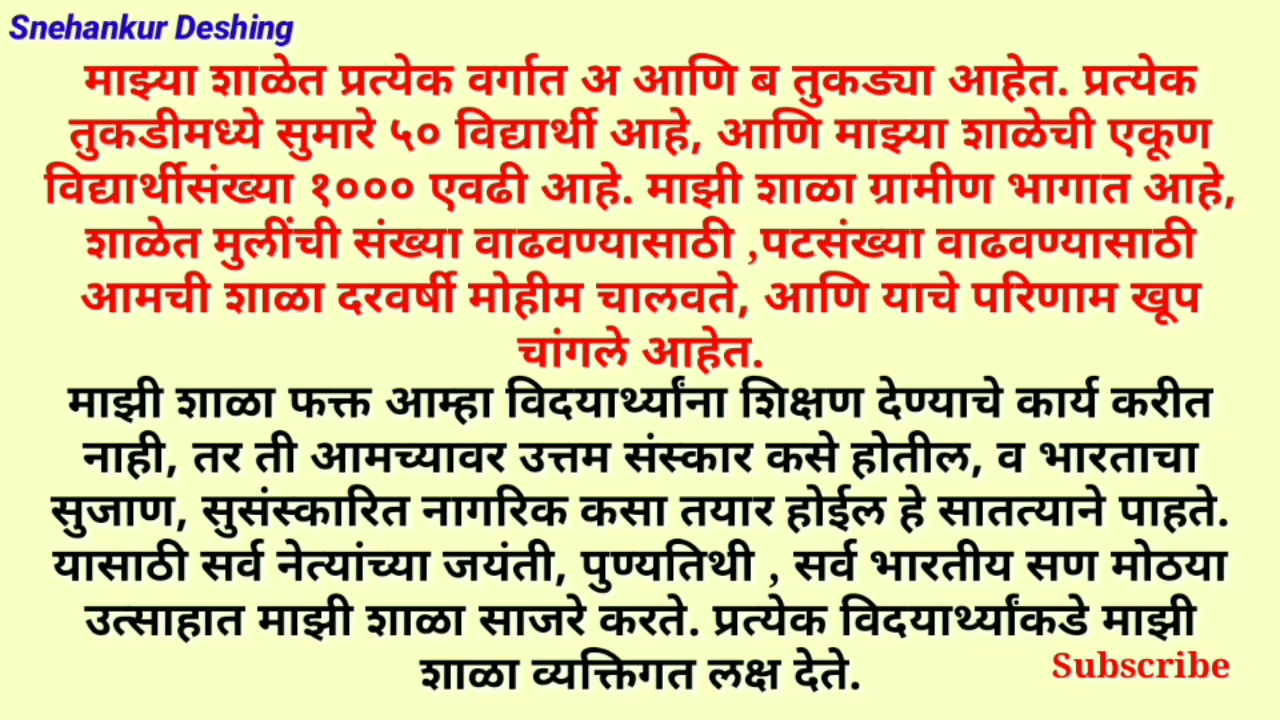 Snehankur Deshing
माझ्या शाळेत प्रत्येक वर्गात अ आणि ब तुकड्या आहेत. प्रत्येक
तुकडीमध्ये सुमारे ५० विद्यार्थी आहे, आणि माझ्या शाळेची एकूण
विद्यार्थीसंख्या १००० एवढी आहे. माझी शाळा ग्रामीण भागात आहे,
शाळेत मुलींची संख्या वाढवण्यासाठी ,पटसंख्या वाढवण्यासाठी
आमची शाळा दरवर्षी मोहीम चालवते, आणि याचे परिणाम खूप
चांगले आहेत.
माझी शाळा फक्त आम्हा विदयार्थ्यांना शिक्षण देण्याचे कार्य करीत
नाही, तर ती आमच्यावर उत्तम संस्कार कसे होतील, व भारताचा
सुजाण, सुसंस्कारित नागरिक कसा तयार होईल हे सातत्याने पाहते.
यासाठी सर्व नेत्यांच्या जयंती, पुण्यतिथी , सर्व भारतीय सण मोठया
उत्साहात माझी शाळा साजरे करते. प्रत्येक विदयार्थ्यांकडे माझी
शाळा व्यक्तिगत लक्ष देते.
Subscribe